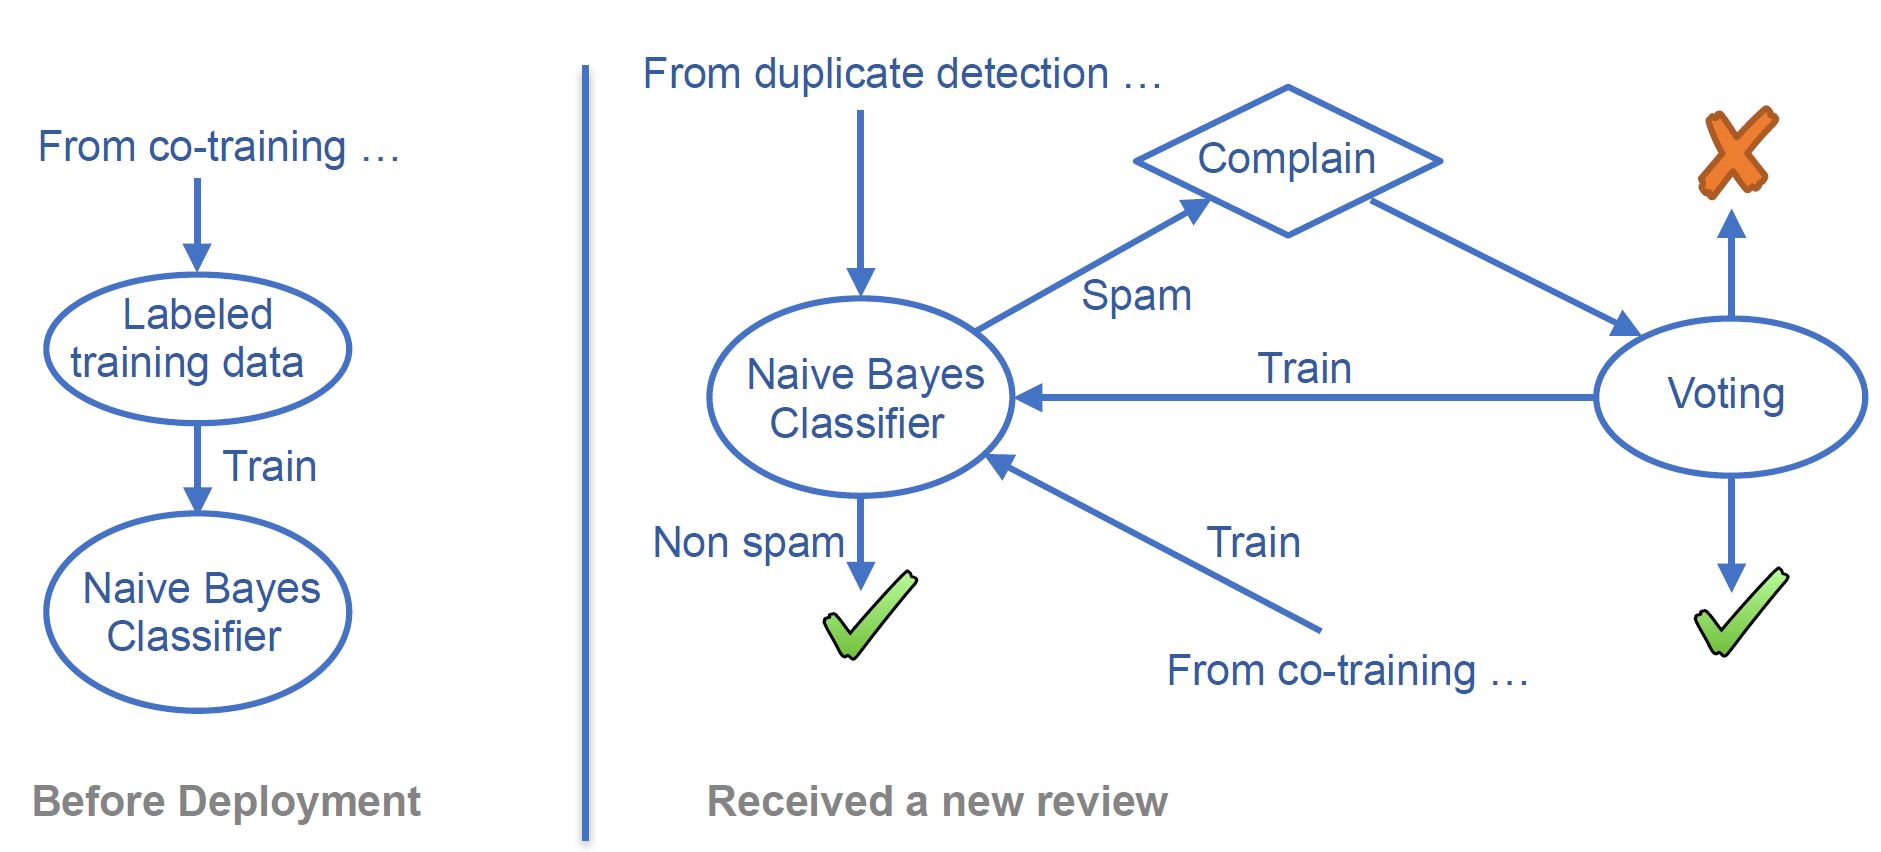 From co-training …
Labeled
training data
Train
Naive Bayes
Classifier
Before Deployment
From duplicate detection …
Complain
Spam
Naive Bayes
Classifier
Train
Voting
Non spam
Train
From co-training …
Received a new review